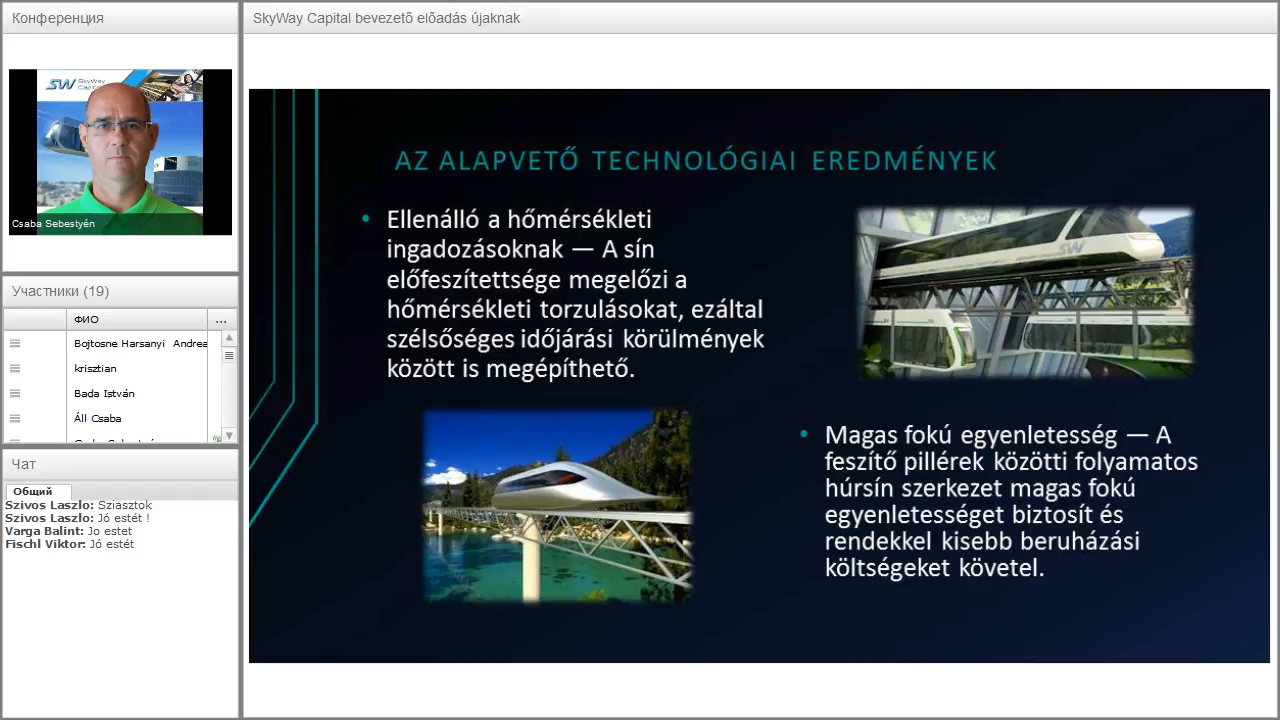 Конференция
SkyWay Capital bevezető előadás újaknak
SW SkyWay
Csaba Sebestyén
Участники (19)
ФИО
...
Bojtosne Harsanyi Andrea
krisztian
Bada István
Áll Csaba
Чат
Общий
Szivos Laszlo: Sziasztok
Szivos Laszlo: Jó estét !
Varga Balint: Jo estet
Fischl Viktor: Jó estét
AZ ALAPVETŐ TECHNOLÓGIAI EREDMÉNYEK
• Ellenálló a hőmérsékleti
ingadozásoknak — A sín
előfeszítettsége megelőzi a
hőmérsékleti torzulásokat, ezáltal
szélsőséges időjárási körülmények
között is megépíthető.
SW
• Magas fokú egyenletesség — A
feszítő pillérek közötti folyamatos
húrsín szerkezet magas fokú
egyenletességet biztosít és
rendekkel kisebb beruházási
költségeket követel.